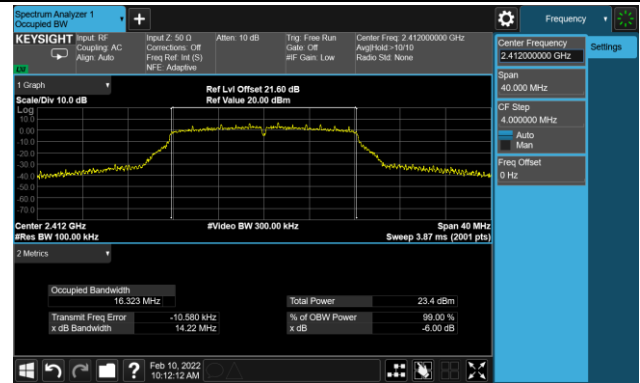 Spectrum Analyzer 1
Occupied BW
+
Frequency
KEYSIGHT
Input: RF
Coupling: AC
Align: Auto
Input Z: 50 Ω
Corrections: Off
Freq Ref: Int (S)
NFE: Adaptive
Atten: 10 dB
Trig: Free Run
Gate: Off
#IF Gain: Low
Center Freq: 2.412000000 GHz
Avg|Hold:>10/10
Radio Std: None
LXI
Center Frequency
2.412000000 GHz
Settings
Span
40.000 MHz
CF Step
4.000000 MHz
Auto
Man
Freq Offset
0 Hz
1 Graph
Scale/Div 10.0 dB
Ref Lvl Offset 21.60 dB
Ref Value 20.00 dBm
Log
10.0
0.00
-10.0
-20.0
-30.0
-40.0
-50.0
-60.0
-70.0
Center 2.412 GHz
#Res BW 100.00 kHz
#Video BW 300.00 kHz
Span 40 MHz
Sweep 3.87 ms (2001 pts)
2 Metrics
Occupied Bandwidth
16.323 MHz
Total Power
23.4 dBm
Transmit Freq Error
-10.580 kHz
% of OBW Power
99.00 %
x dB Bandwidth
14.22 MHz
x dB
-6.00 dB
?
Feb 10, 2022
10:12:12 AM